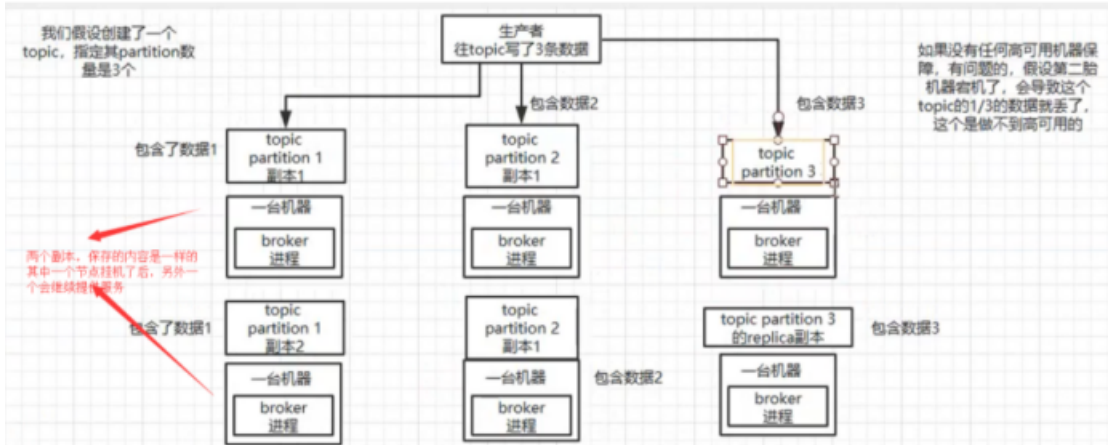 我们假设创建了一个
topic，指定其partition数
量是3个
生产者
往topic写了3条数据
如果没有任何高可用机器保
障，有问题的，假设第二胎
机器宕机了，会导致这个
topic的1/3的数据就丢了，
这个是做不到高可用的
包含数据2
包含数据3
包含了数据1
topic
partition 1
副本1
topic
partition 2
副本1
topic
partition 3
一台机器
broker
进程
一台机器
broker
进程
一台机器
broker
进程
两个副本，保存的内容是一样的
其中一个节点挂机了后，另外一
个会继续提供服务
包含了数据1
topic
partition 1
副本2
topic
partition 2
副本1
topic partition 3
的replica副本
包含数据3
一台机器
broker
进程
一台机器
broker
进程
包含数据2
一台机器
broker
进程